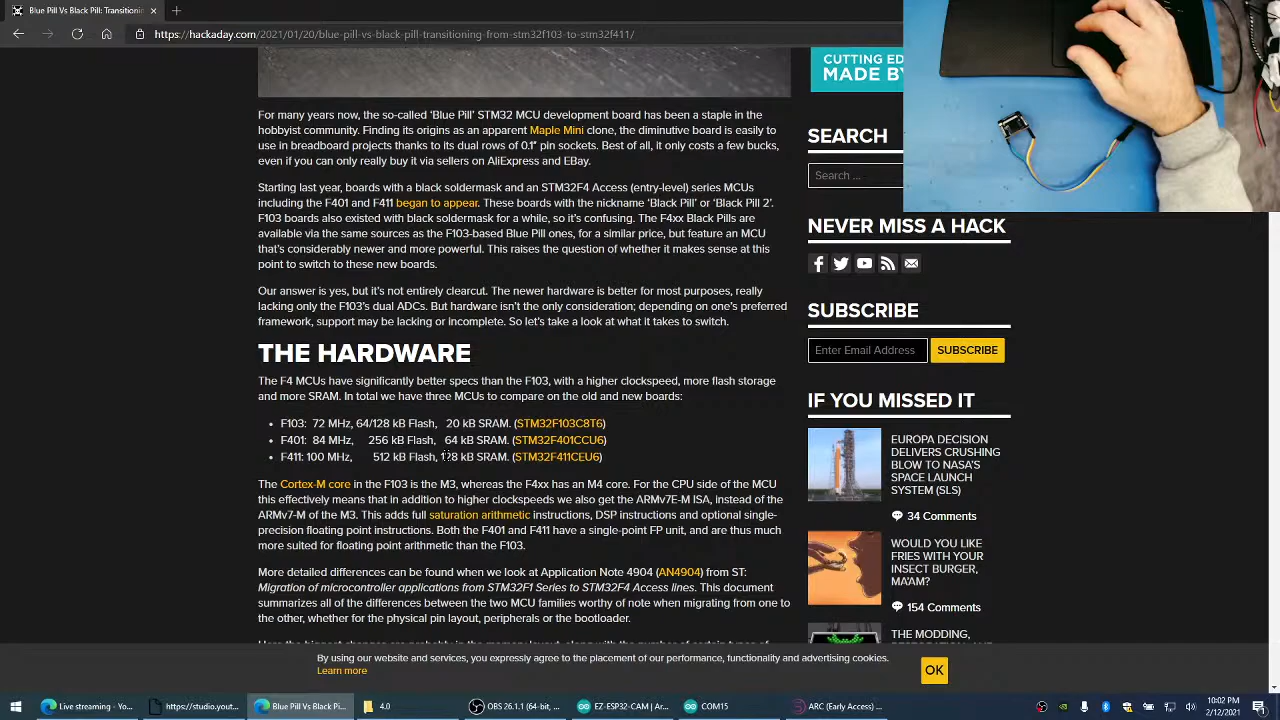 Blue Pill Vs Black Pill: Transitionin
https://hackaday.com/2021/01/20/blue-pill-vs-black-pill-transitioning-from-stm32f103-to-stm32f411/
CUTTING ED
MADE BY
For many years now, the so-called ‘Blue Pill’ STM32 MCU development board has been a staple in the
hobbyist community. Finding its origins as an apparent Maple Mini clone, the diminutive board is easily to
use in breadboard projects thanks to its dual rows of 0.1″ pin sockets. Best of all, it only costs a few bucks,
even if you can only really buy it via sellers on AliExpress and EBay.
Starting last year, boards with a black soldermask and an STM32F4 Access (entry-level) series MCUs
including the F401 and F411 began to appear. These boards with the nickname ‘Black Pill’ or ‘Black Pill 2’.
F103 boards also existed with black soldermask for a while, so it’s confusing. The F4xx Black Pills are
available via the same sources as the F103-based Blue Pill ones, for a similar price, but feature an MCU
that’s considerably newer and more powerful. This raises the question of whether it makes sense at this
point to switch to these new boards.
Our answer is yes, but it’s not entirely clearcut. The newer hardware is better for most purposes, really
lacking only the F103’s dual ADCs. But hardware isn’t the only consideration; depending on one’s preferred
framework, support may be lacking or incomplete. So let’s take a look at what it takes to switch.
THE HARDWARE
The F4 MCUs have significantly better specs than the F103, with a higher clockspeed, more flash storage
and more SRAM. In total we have three MCUs to compare on the old and new boards:
• F103: 72 MHz, 64/128 kB Flash, 20 kB SRAM. (STM32F103C8T6)
• F401: 84 MHz, 256 kB Flash, 64 kB SRAM. (STM32F401CCU6)
• F411: 100 MHz, 512 kB Flash, 128 kB SRAM. (STM32F411CEU6)
The Cortex-M core in the F103 is the M3, whereas the F4xx has an M4 core. For the CPU side of the MCU
this effectively means that in addition to higher clockspeeds we also get the ARMv7E-M ISA, instead of the
ARMv7-M of the M3. This adds full saturation arithmetic instructions, DSP instructions and optional single-
precision floating point instructions. Both the F401 and F411 have a single-point FP unit, and are thus much
more suited for floating point arithmetic than the F103.
More detailed differences can be found when we look at Application Note 4904 (AN4904) from ST:
Migration of microcontroller applications from STM32F1 Series to STM32F4 Access lines. This document
summarizes all of the differences between the two MCU families worthy of note when migrating from one to
the other, whether for the physical pin layout, peripherals or the bootloader.
SEARCH
Search ...
NEVER MISS A HACK
SUBSCRIBE
Enter Email Address SUBSCRIBE
IF YOU MISSED IT
EUROPA DECISION
DELIVERS CRUSHING
BLOW TO NASA’S
SPACE LAUNCH
SYSTEM (SLS)
34 Comments
WOULD YOU LIKE
FRIES WITH YOUR
INSECT BURGER,
MA’AM?
154 Comments
THE MODDING,
By using our website and services, you expressly agree to the placement of our performance, functionality and advertising cookies.
Learn more
OK
Live streaming - Yo...
https://studio.yout...
Blue Pill Vs Black Pi...
4.0
OBS 26.1.1 (64-bit, ...
EZ-ESP32-CAM | Ar...
COM15
ARC (Early Access) ...
10:02 PM
2/12/2021